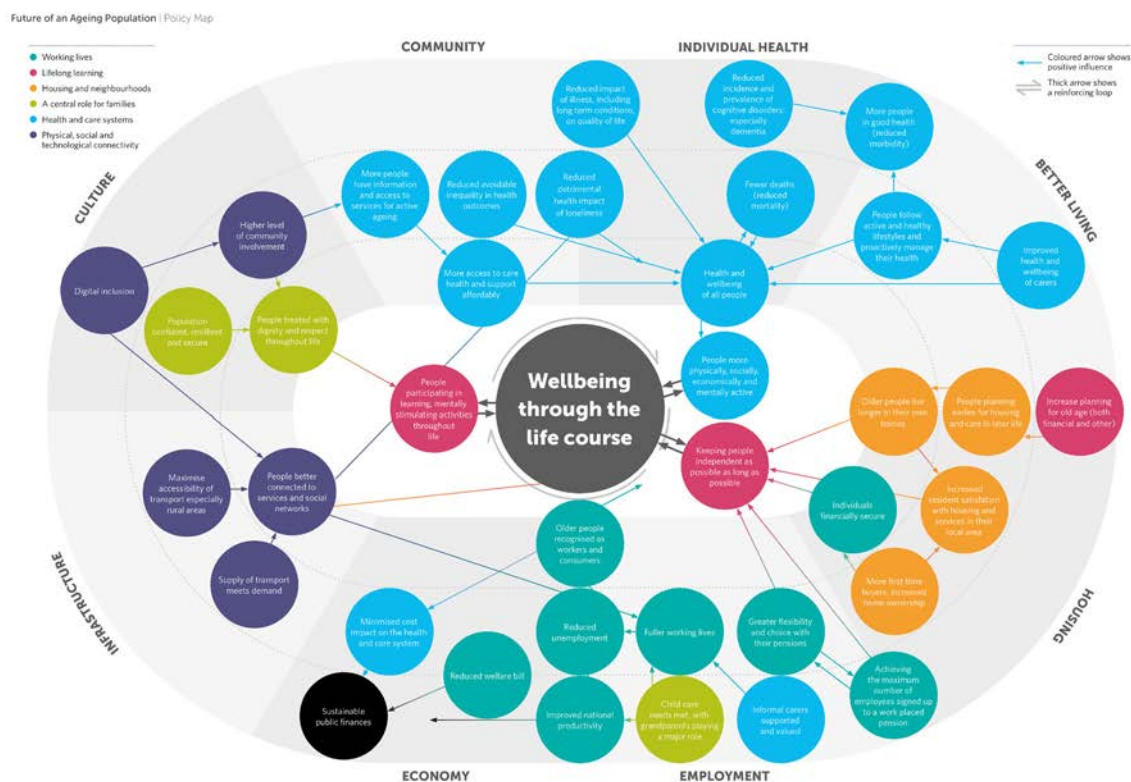 Future of an Ageing Population | Policy Map
Working lives
Lifelong learning
Housing and neighbourhoods
A central role for families
Health and care systems
Physical, social and
technological connectivity
Coloured arrow shows
positive influence
Thick arrow shows
a reinforcing loop
COMMUNITY
INDIVIDUAL HEALTH
BETTER LIVING
HOUSING
EMPLOYMENT
ECONOMY
INFRASTRUCTURE
CULTURE
Reduced impact
of illness, including
long term conditions,
on quality of life
Reduced
incidence and
prevalence of
cognitive disorders:
especially
dementia
More people
in good health
(reduced
morbidity)
More people
have information
and access to
services for active
ageing
Reduced avoidable
inequality in health
outcomes
Reduced
detrimental
health impact
of loneliness
Fewer deaths
(reduced
mortality)
People follow
active and healthy
lifestyles and
proactively manage
their health
Improved
health and
wellbeing
of carers
Higher level
of community
involvement
Digital inclusion
More access to care
health and support
affordably
Health and
wellbeing
of all people
Population
confident, resilient
and secure
People treated with
dignity and respect
throughout life
People
participating in
learning, mentally
stimulating activities
throughout
life
Wellbeing
through the
life course
People more
physically, socially,
economically and
mentally active
Older people live
longer in their own
homes
People planning
earlier for housing
and care in later life
Increase planning
for old age (both
financial and other)
Keeping people
independent as
possible as long as
possible
Maximise
accessibility of
transport especially
rural areas
People better
connected to
services and social
networks
Individuals
financially secure
Increased
resident satisfation
with housing and
services in their
local area
Supply of transport
meets demand
Older people
recognised as
workers and
consumers
More first time
buyers, increased
home ownership
Minimised cost
impact on the health
and care system
Reduced
unemployment
Fuller working lives
Greater flexibility
and choice with
their pensions
Reduced welfare bill
Achieving
the maximum
number of
employees signed up
to a work placed
pension
Sustainable
public finances
Improved national
productivity
Child care
needs met, with
grandparents playing
a major role
Informal carers
supported
and valued